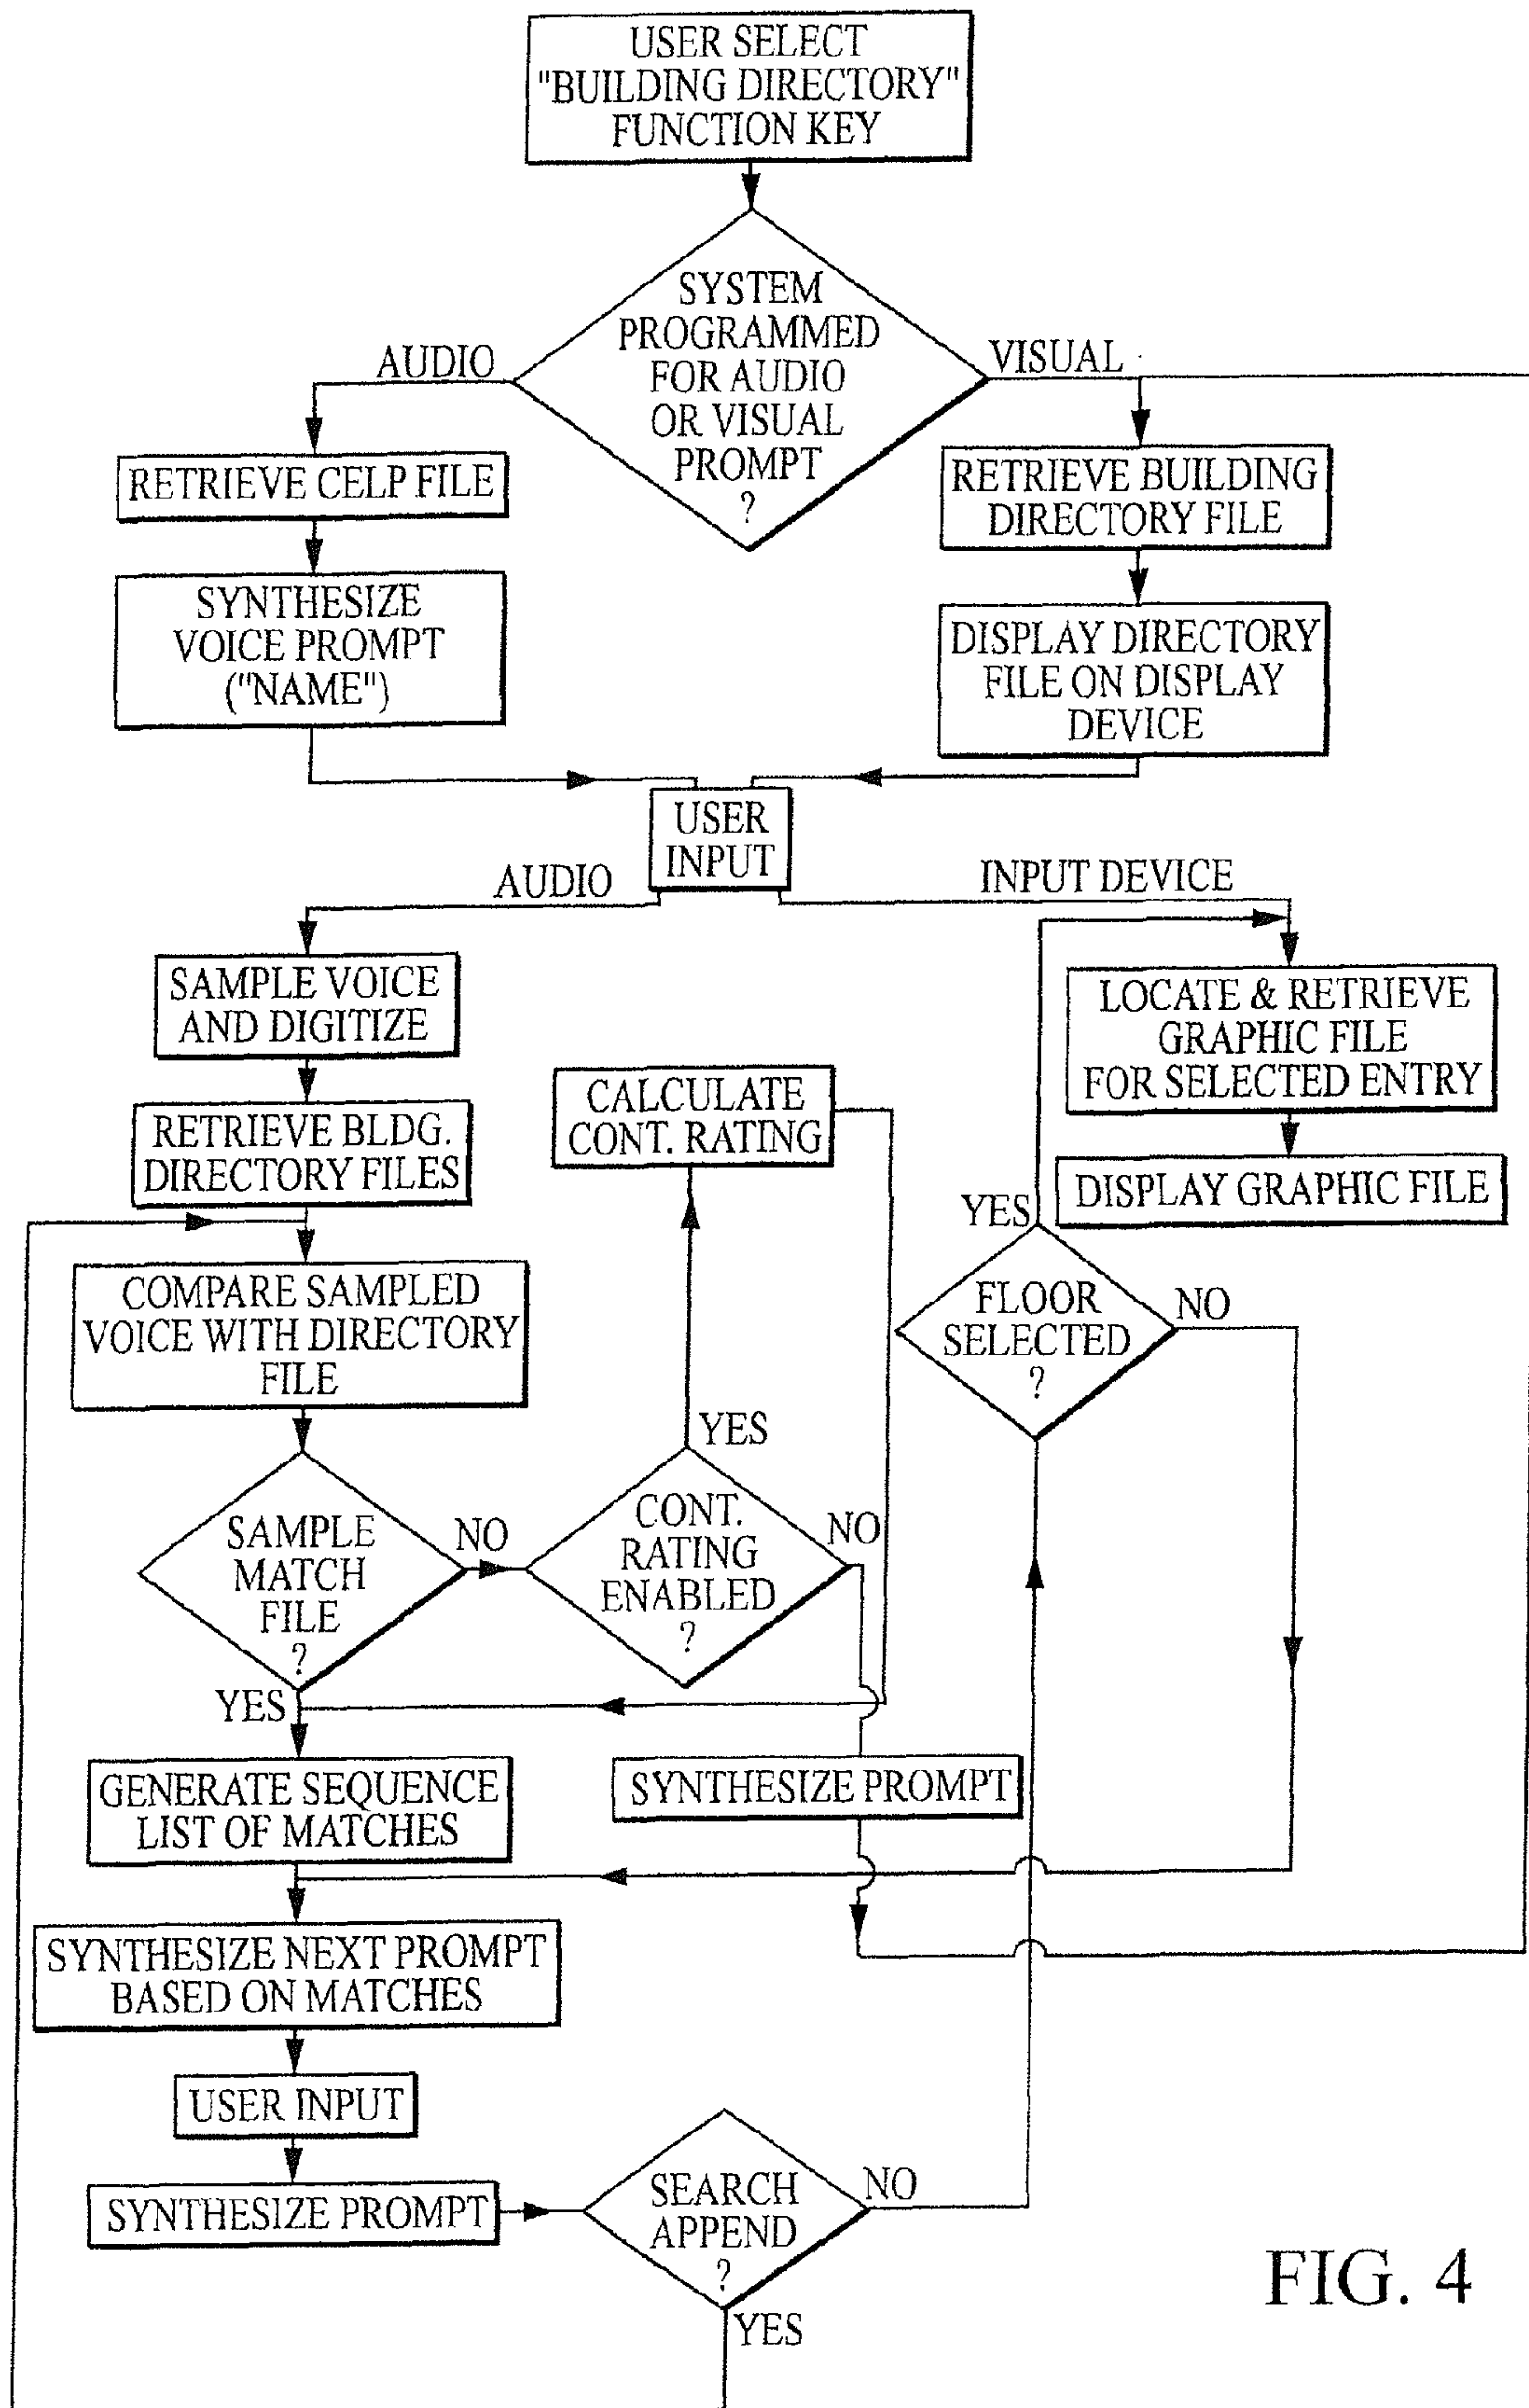 USER SELECT
"BUILDING DIRECTORY"
FUNCTION KEY
SYSTEM
PROGRAMMED
FOR AUDIO
OR VISUAL
PROMPT
?
AUDIO
VISUAL
RETRIEVE CELP FILE
SYNTHESIZE
VOICE PROMPT
("NAME")
RETRIEVE BUILDING
DIRECTORY FILE
DISPLAY DIRECTORY
FILE ON DISPLAY
DEVICE
USER
INPUT
AUDIO
INPUT DEVICE
SAMPLE VOICE
AND DIGITIZE
RETRIEVE BLDG.
DIRECTORY FILES
COMPARE SAMPLED
VOICE WITH DIRECTORY
FILE
CALCULATE
CONT. RATING
LOCATE & RETRIEVE
GRAPHIC FILE
FOR SELECTED ENTRY
DISPLAY GRAPHIC FILE
YES
FLOOR
SELECTED
?
NO
SAMPLE
MATCH
FILE
?
NO
YES
CONT.
RATING
ENABLED
?
YES
NO
GENERATE SEQUENCE
LIST OF MATCHES
SYNTHESIZE PROMPT
SYNTHESIZE NEXT PROMPT
BASED ON MATCHES
USER INPUT
SYNTHESIZE PROMPT
SEARCH
APPEND
?
NO
YES
FIG. 4